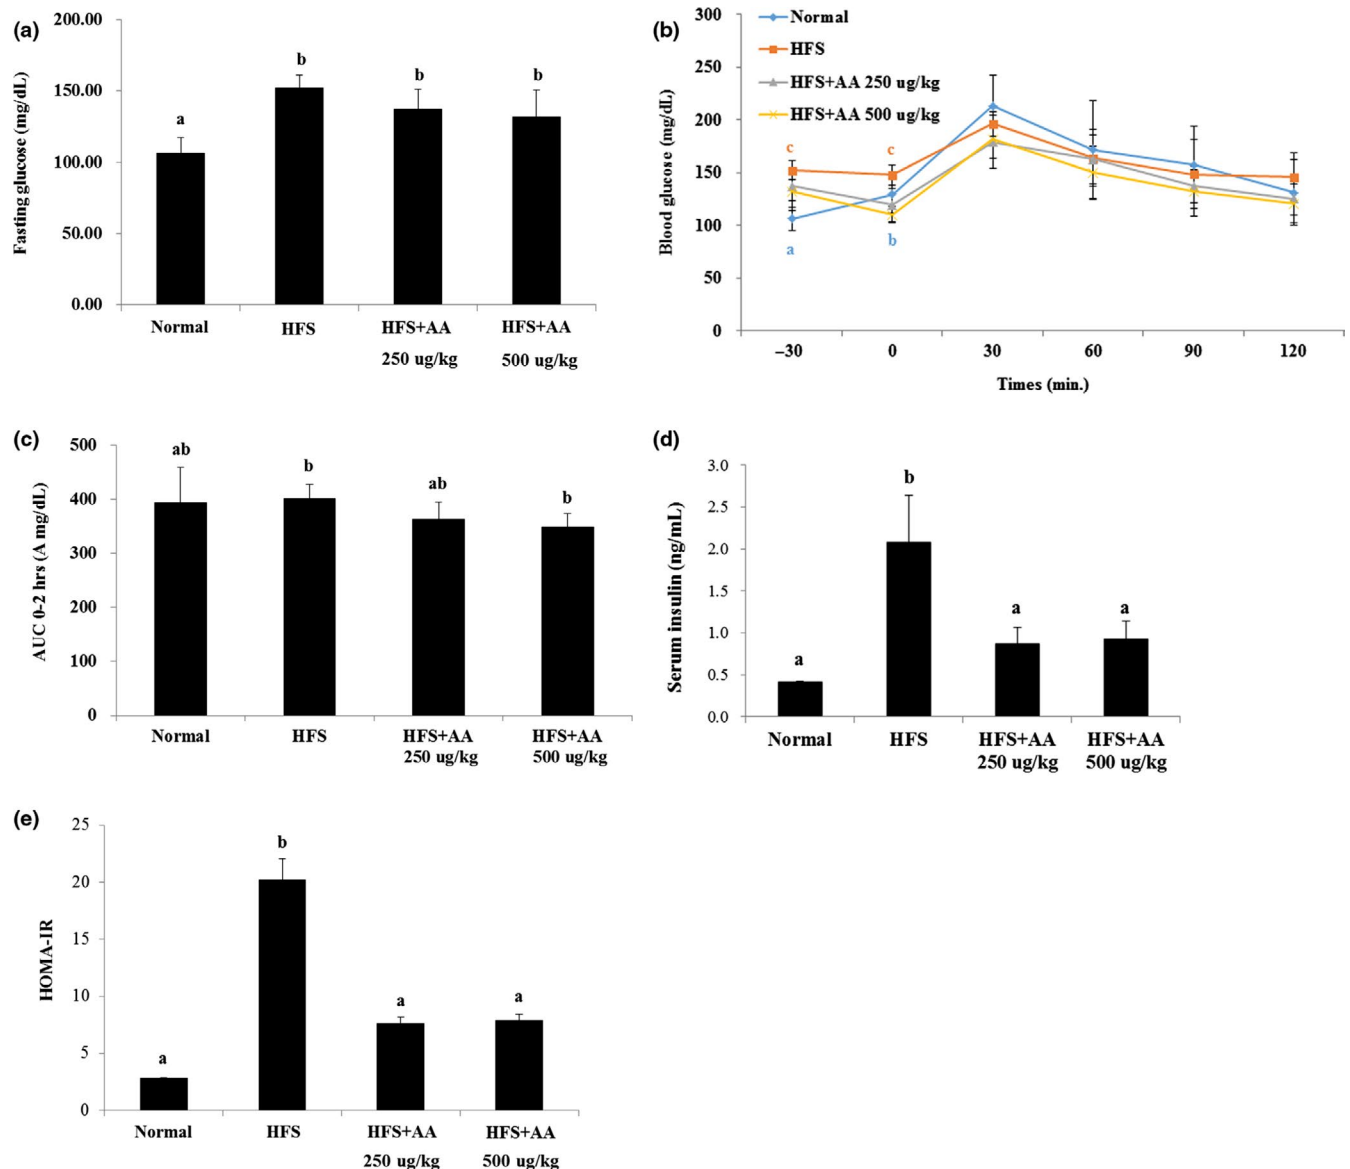 (a)
Fasting glucose (mg/dL)
200.00
150.00
100.00
50.00
0.00
a
b
b
b
Normal
HFS
HFS+AA
250 ug/kg
HFS+AA
500 ug/kg
(b)
Blood glucose (mg/dL)
300
250
200
150
100
50
0
Normal
HFS
HFS+AA 250 ug/kg
HFS+AA 500 ug/kg
c
c
a
b
–30
0
30
60
90
120
Times (min.)
(c)
AUC 0-2 hrs (A mg/dL)
500
400
300
200
100
0
ab
b
ab
b
Normal
HFS
HFS+AA
250 ug/kg
HFS+AA
500 ug/kg
(d)
Serum insulin (ng/mL)
3.0
2.5
2.0
1.5
1.0
0.5
0.0
a
b
a
a
Normal
HFS
HFS+AA
250 ug/kg
HFS+AA
500 ug/kg
(e)
HOMA-IR
25
20
15
10
5
0
a
b
a
a
Normal
HFS
HFS+AA
250 ug/kg
HFS+AA
500 ug/kg